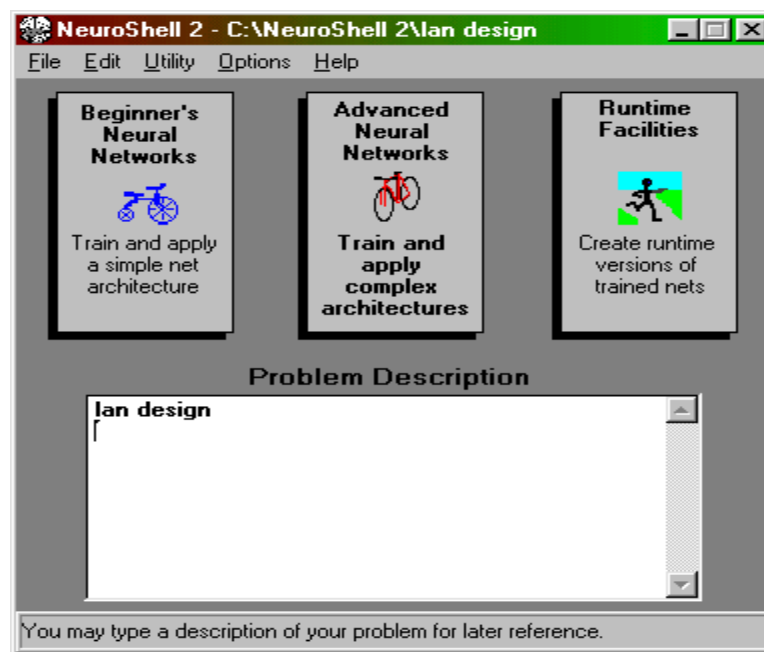 NeuroShell 2 - C:\NeuroShell 2\lan design
File Edit Utility Options Help
Beginner's
Neural
Networks
Train and apply
a simple net
architecture
Advanced
Neural
Networks
Train and
apply
complex
architectures
Runtime
Facilities
Create runtime
versions of
trained nets
Problem Description
lan design
You may type a description of your problem for later reference.